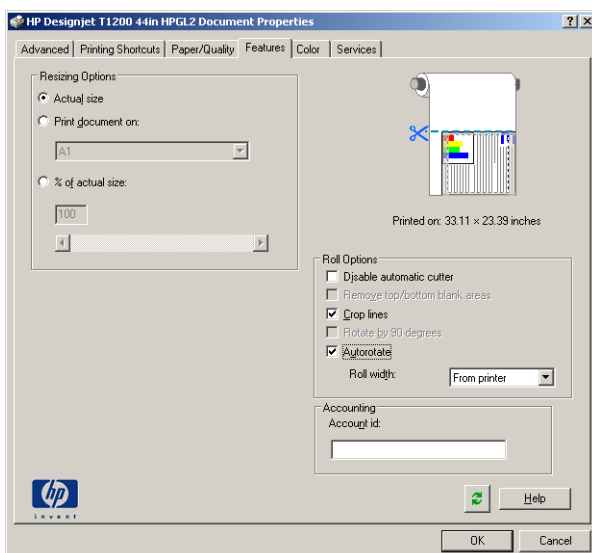 HP Designjet T1200 44in HPGL2 Document Properties
Advanced Printing Shortcuts Paper/Quality Features Color Services
Resizing Options
Actual size
Print document on:
A1
% of actual size:
100
Printed on: 33.11 × 23.39 inches
Roll Options
Disable automatic cutter
Remove top/bottom blank areas
Crop lines
Rotate by 90 degrees
Autorotate
Roll width: From printer
Accounting
Account id:
hp
invent
Help
OK Cancel